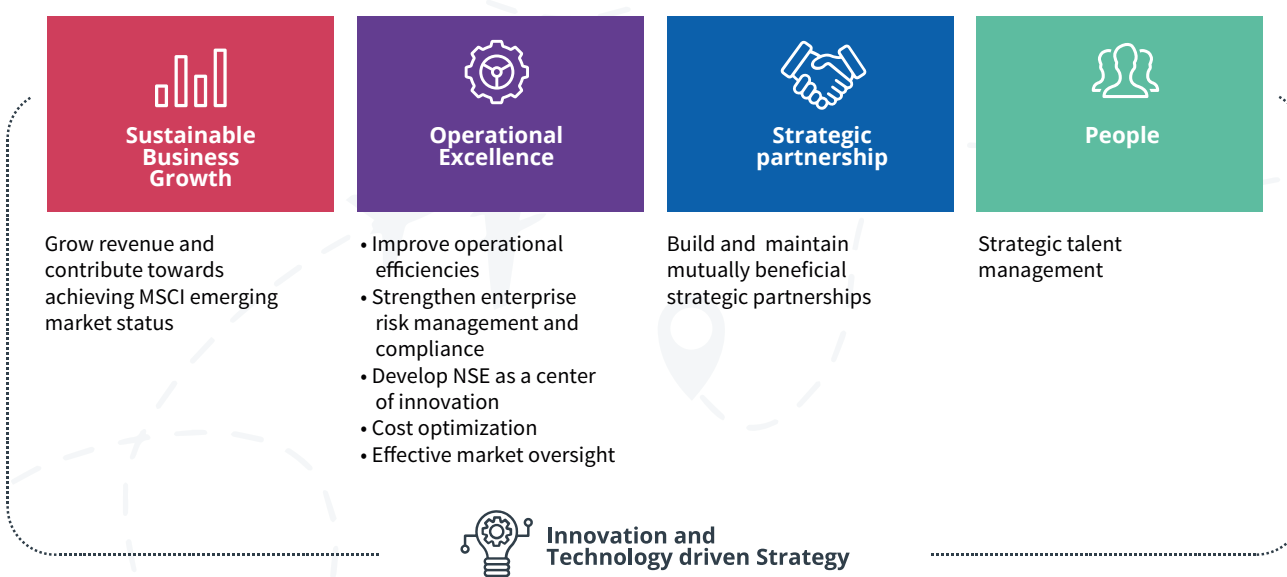 Sustainable
Business
Growth
Grow revenue and
contribute towards
achieving MSCI emerging
market status
Operational
Excellence
• Improve operational
efficiencies
• Strengthen enterprise
risk management and
compliance
• Develop NSE as a center
of innovation
• Cost optimization
• Effective market oversight
Strategic
partnership
Build and maintain
mutually beneficial
strategic partnerships
People
Strategic talent
management
Innovation and
Technology driven Strategy